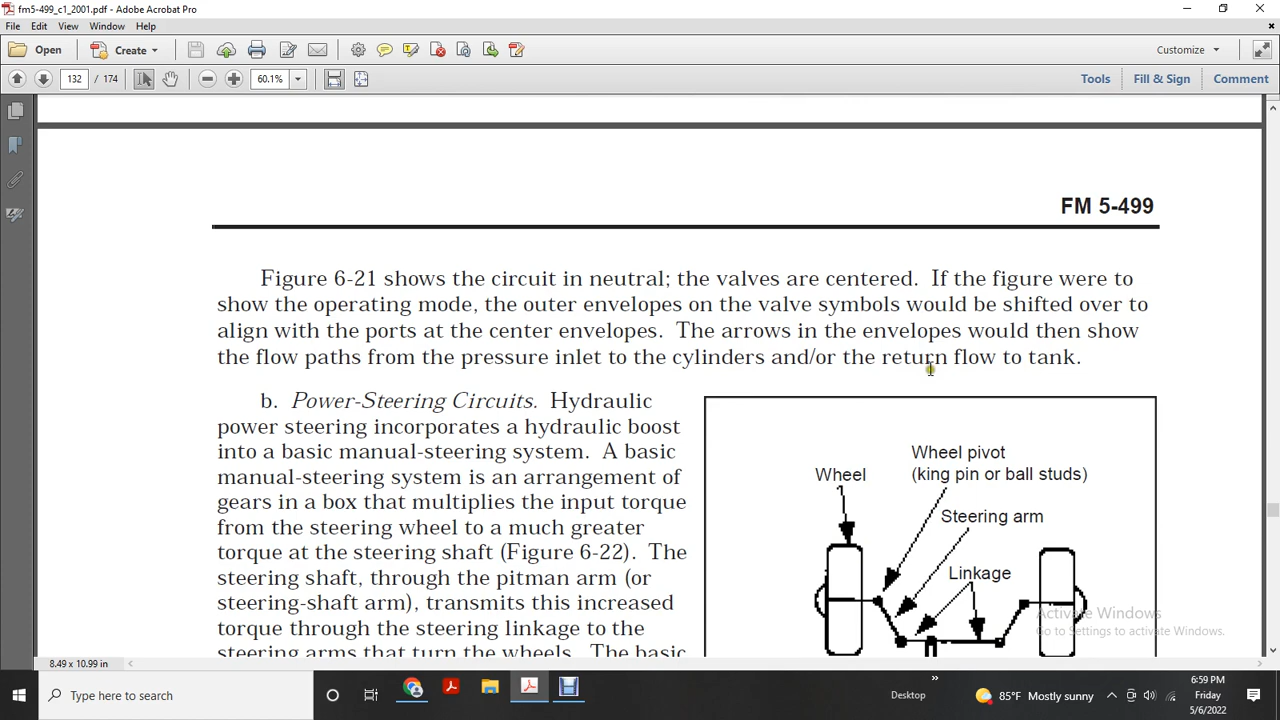 fm5-499_c1_2001.pdf - Adobe Acrobat Pro
File Edit View Window Help
Open Create Customize
132 / 174 60.1% Tools Fill & Sign Comment
FM 5-499
Figure 6-21 shows the circuit in neutral; the valves are centered. If the figure were to
show the operating mode, the outer envelopes on the valve symbols would be shifted over to
align with the ports at the center envelopes. The arrows in the envelopes would then show
the flow paths from the pressure inlet to the cylinders and/or the return flow to tank.
b. Power-Steering Circuits. Hydraulic
power steering incorporates a hydraulic boost
into a basic manual-steering system. A basic
manual-steering system is an arrangement of
gears in a box that multiplies the input torque
from the steering wheel to a much greater
torque at the steering shaft (Figure 6-22). The
steering shaft, through the pitman arm (or
steering-shaft arm), transmits this increased
torque through the steering linkage to the
steering arms that turn the wheels. The basic
Wheel
Wheel pivot
(king pin or ball studs)
Steering arm
Linkage
Activate Windows
Go to Settings to activate Windows.
8.49 x 10.99 in
Type here to search
Desktop
85°F Mostly sunny
6:59 PM
Friday
5/6/2022